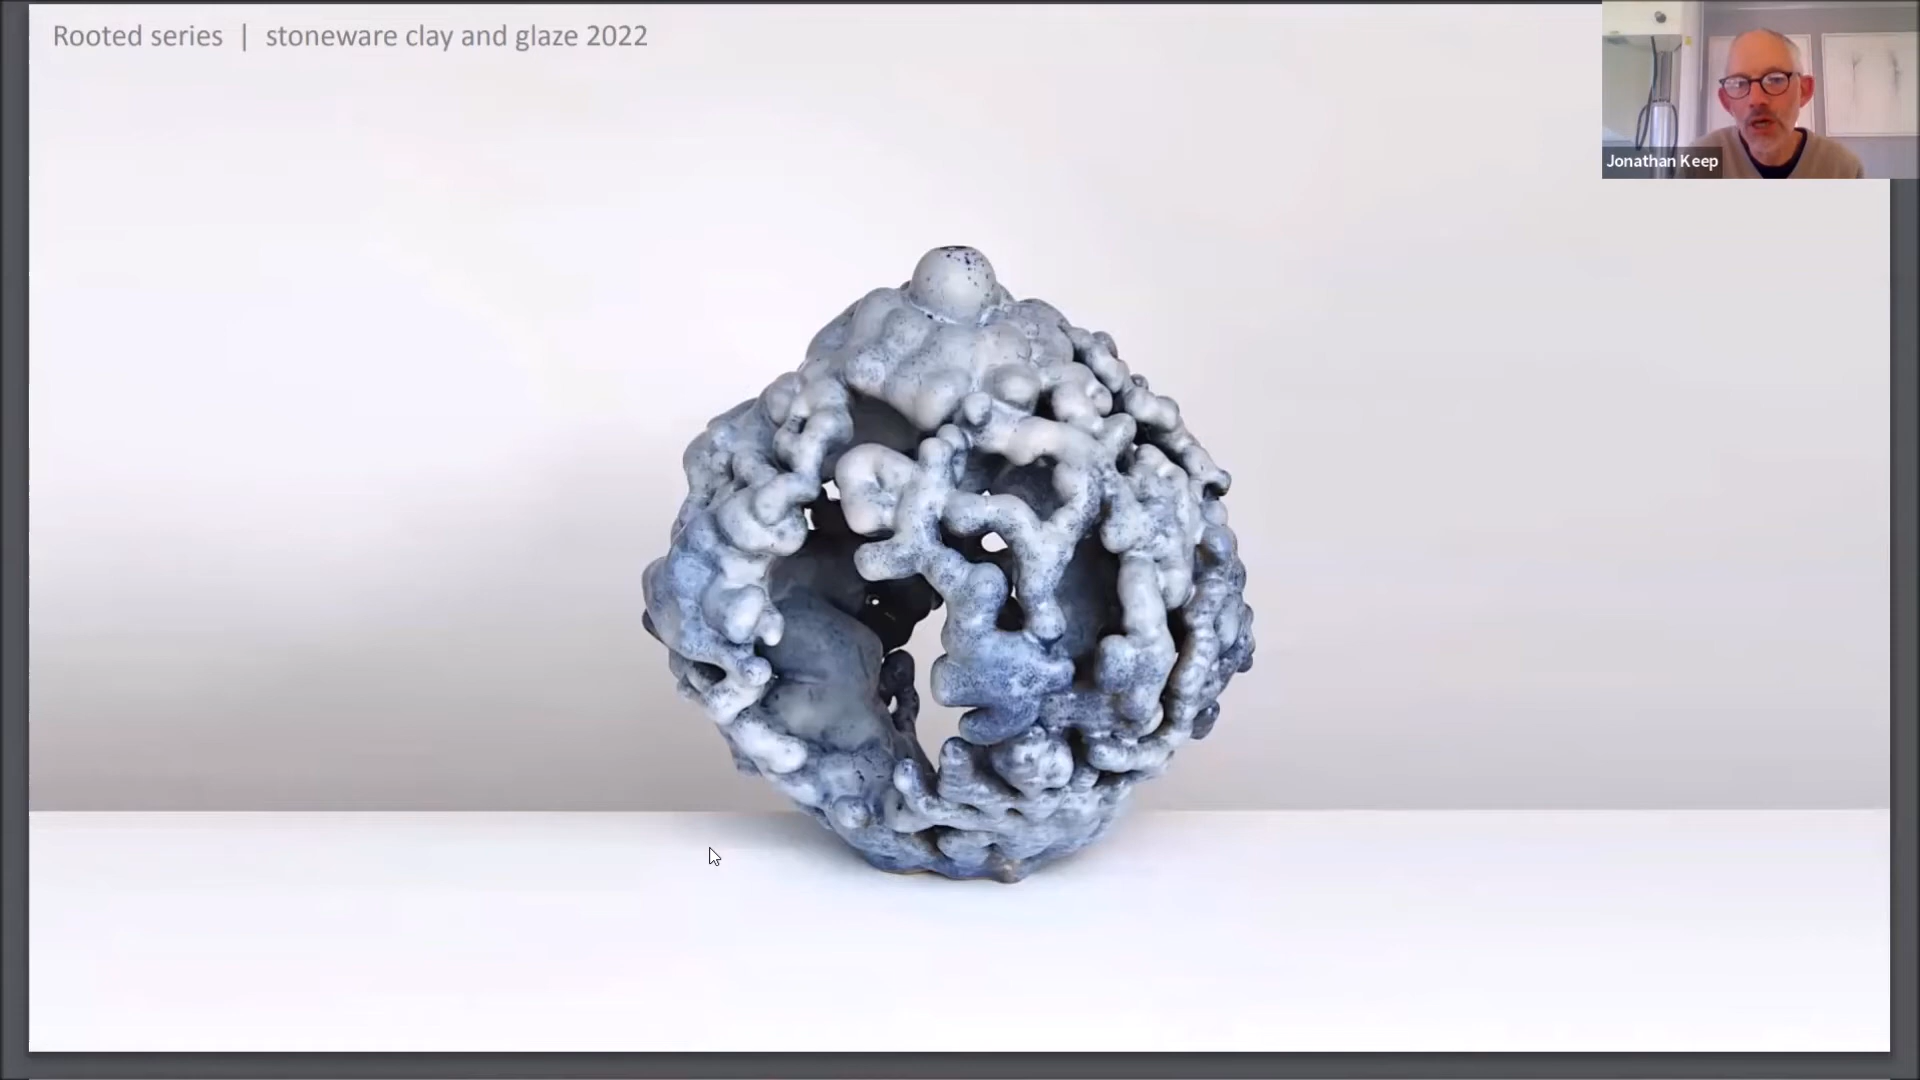 Rooted series | stoneware clay and glaze 2022
Jonathan Keep